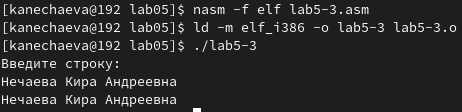 [kanechaeva@192 lab05]$ nasm -f elf lab5-3.asm
[kanechaeva@192 lab05]$ ld -m elf_i386 -o lab5-3 lab5-3.o
[kanechaeva@192 lab05]$ ./lab5-3
Введите строку:
Нечаева Кира Андреевна
Нечаева Кира Андреевна